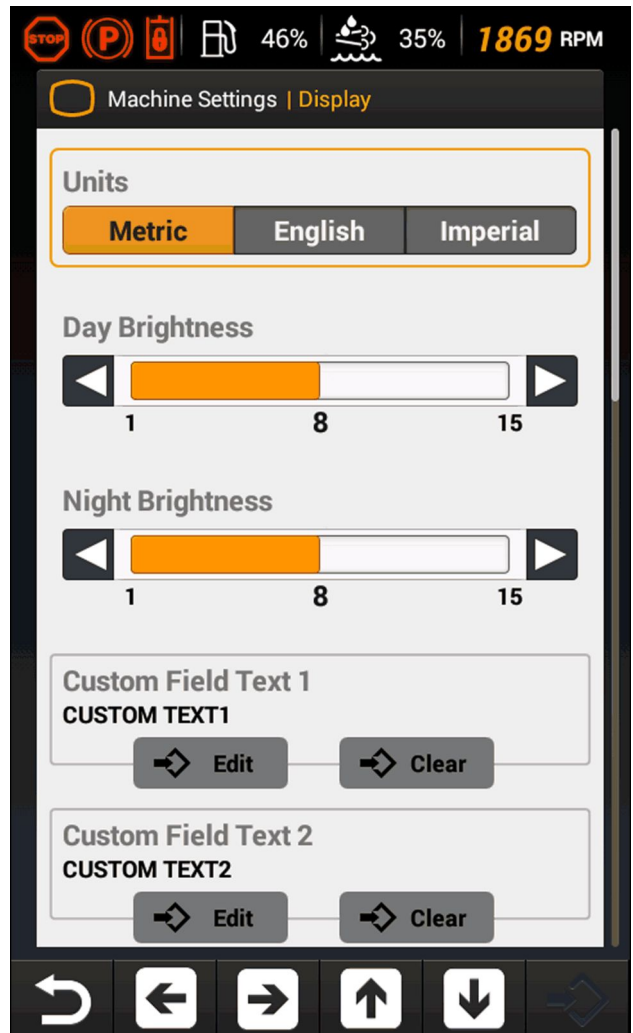 STOP P 46% 35% 1869 RPM
Machine Settings | Display
Units
Metric English Imperial
Day Brightness
1 8 15
Night Brightness
1 8 15
Custom Field Text 1
CUSTOM TEXT1
Edit Clear
Custom Field Text 2
CUSTOM TEXT2
Edit Clear